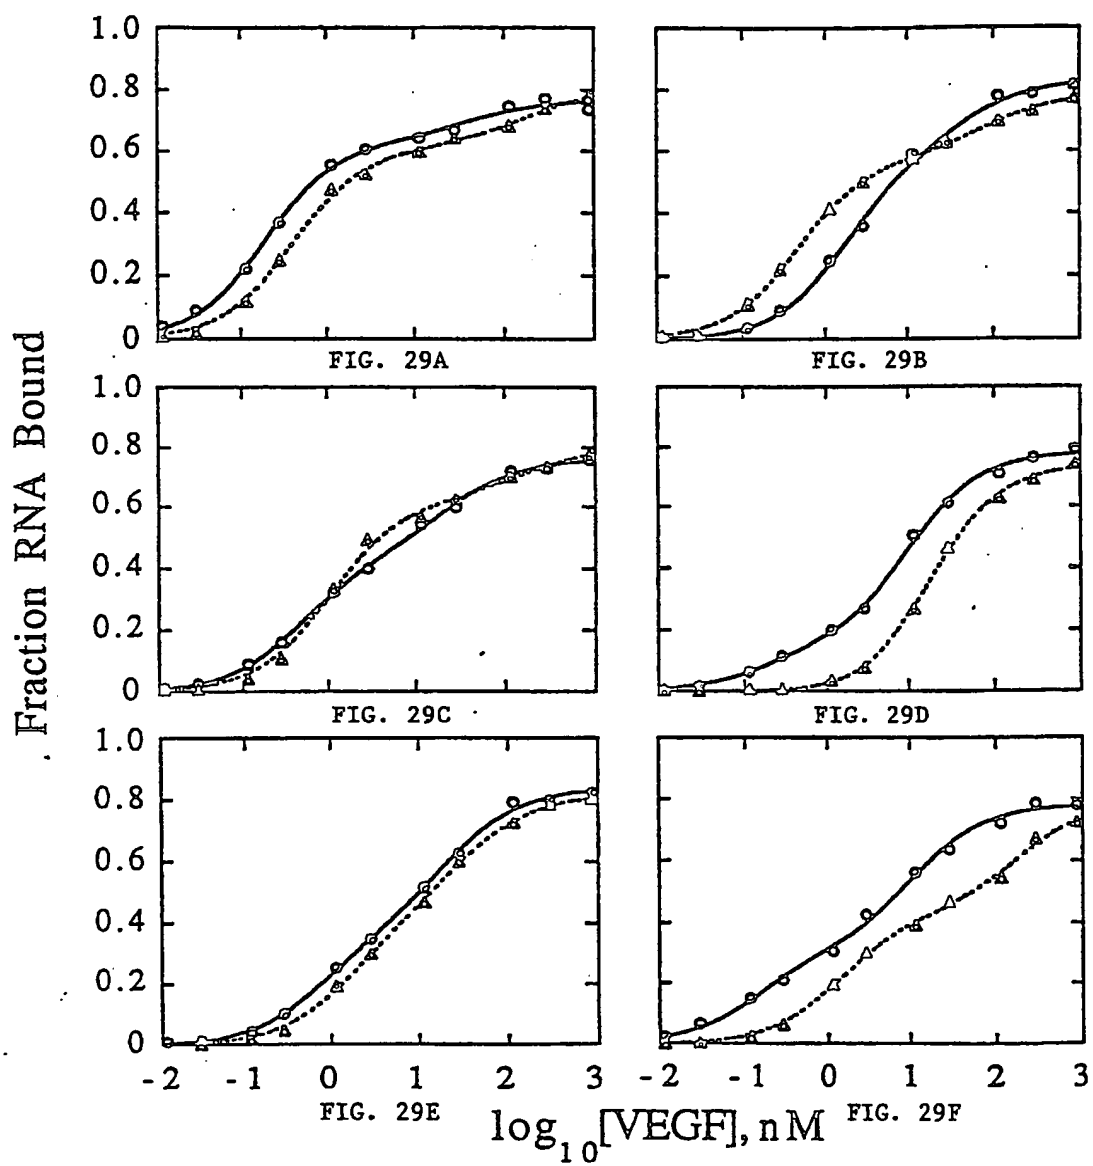 Fraction RNA Bound
1.0
0.8
0.6
0.4
0.2
0
FIG. 29A
FIG. 29B
1.0
0.8
0.6
0.4
0.2
0
FIG. 29C
FIG. 29D
1.0
0.8
0.6
0.4
0.2
0
-2 -1 0 1 2 3
-2 -1 0 1 2 3
FIG. 29E
FIG. 29F
log10[VEGF], nM